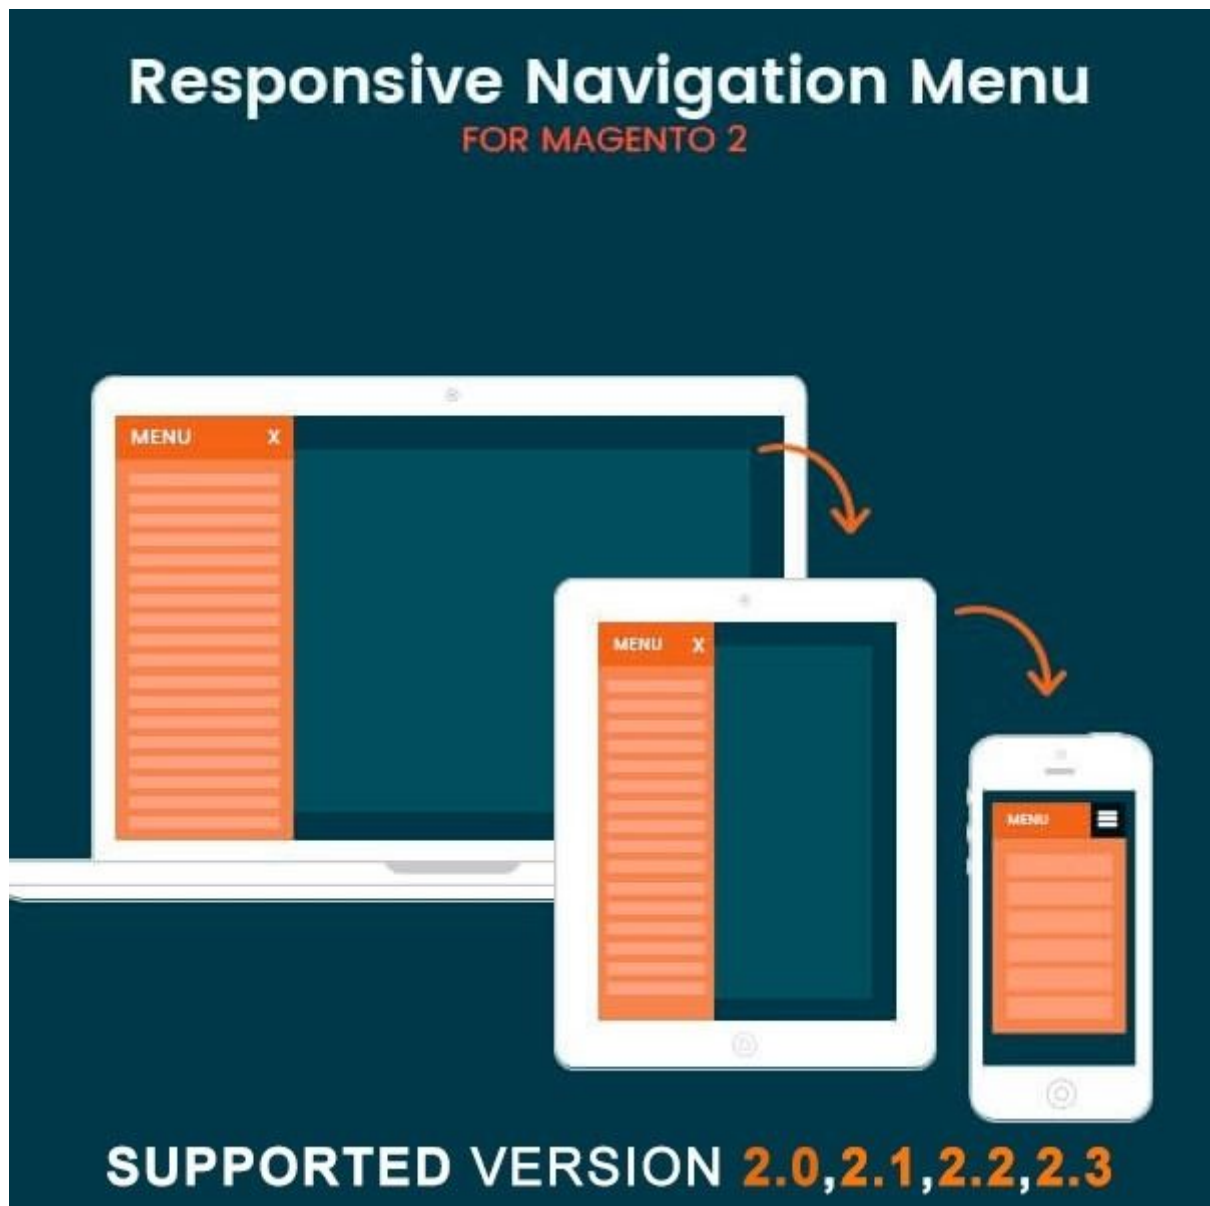 Responsive Navigation Menu
FOR MAGENTO 2
MENU X
MENU X
MENU
SUPPORTED VERSION 2.0,2.1,2.2,2.3